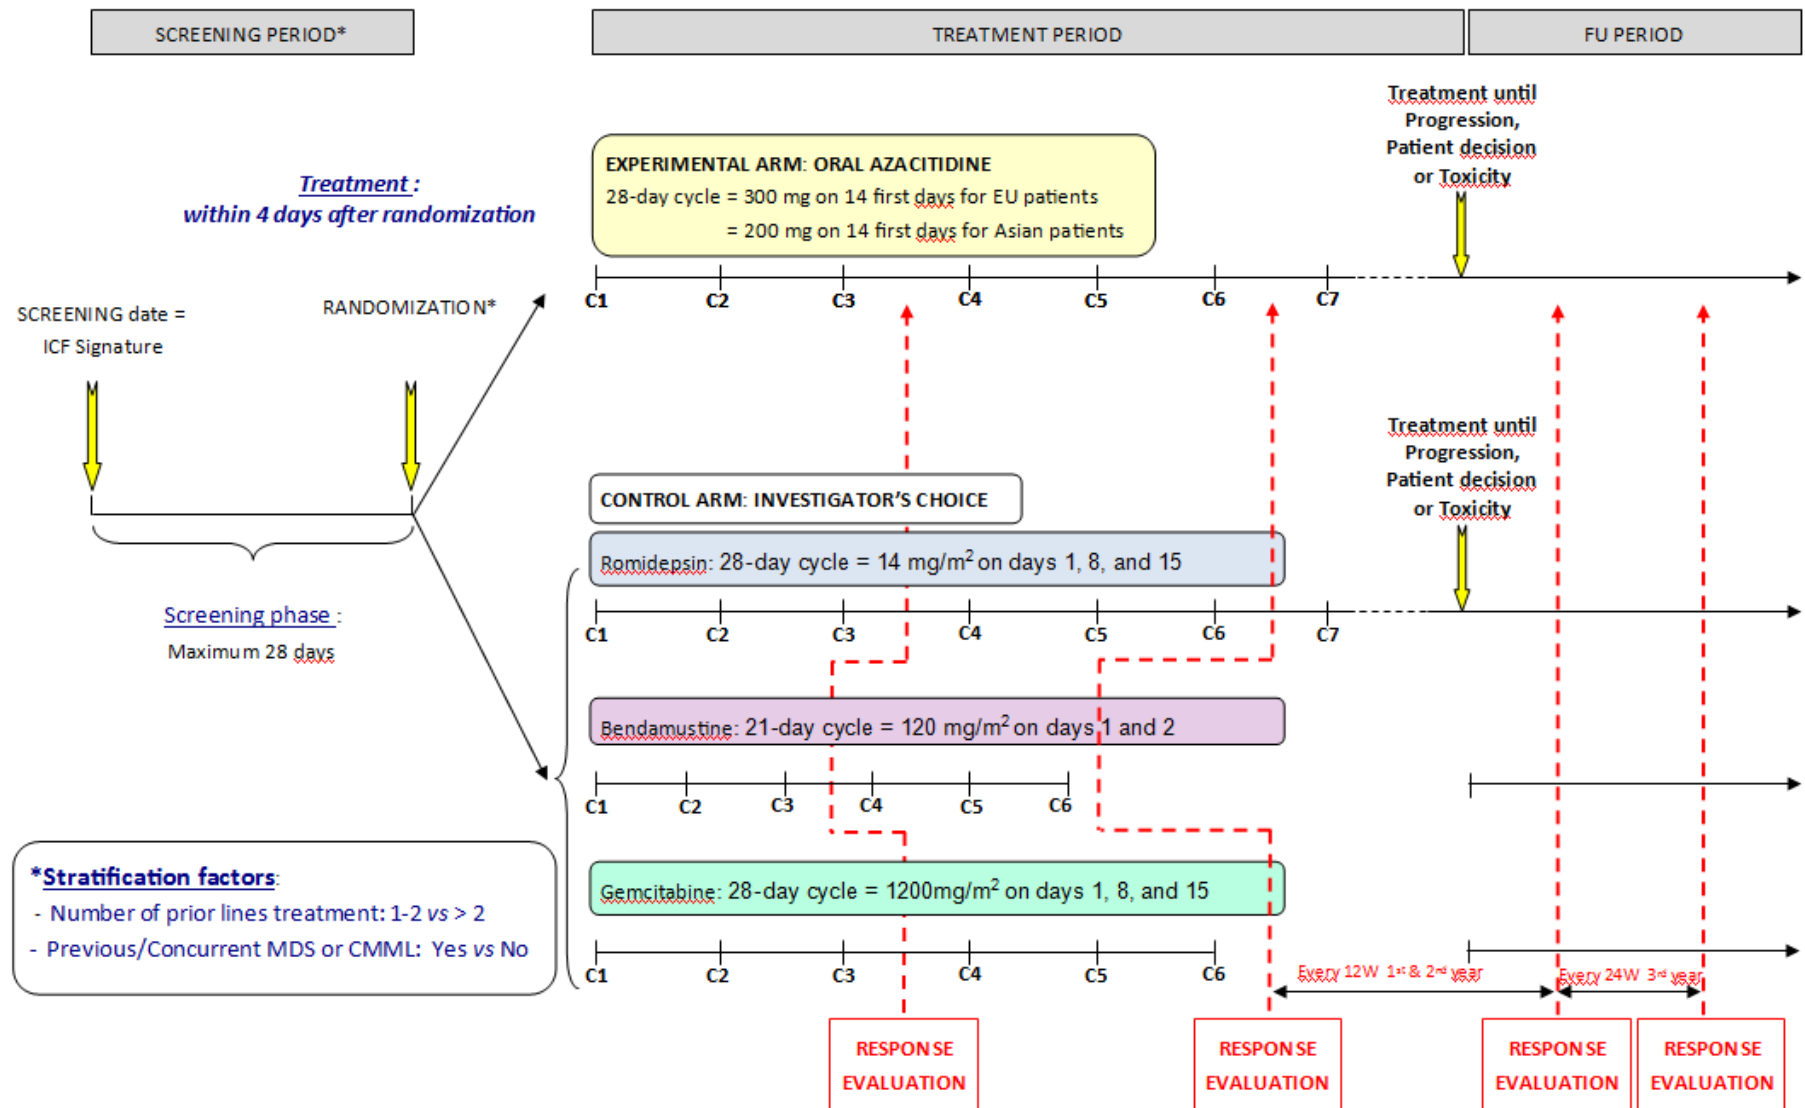 SCREENING PERIOD*
TREATMENT PERIOD
FU PERIOD
Treatment :
within 4 days after randomization
SCREENING date =
ICF Signature
RANDOMIZATION*
Screening phase :
Maximum 28 days
*Stratification factors:
- Number of prior lines treatment: 1-2 vs > 2
- Previous/Concurrent MDS or CMML: Yes vs No
EXPERIMENTAL ARM: ORAL AZACITIDINE
28-day cycle = 300 mg on 14 first days for EU patients
= 200 mg on 14 first days for Asian patients
Treatment until
Progression,
Patient decision
or Toxicity
C1 C2 C3 C4 C5 C6 C7
CONTROL ARM: INVESTIGATOR'S CHOICE
Treatment until
Progression,
Patient decision
or Toxicity
Romidepsin: 28-day cycle = 14 mg/m² on days 1, 8, and 15
C1 C2 C3 C4 C5 C6 C7
Bendamustine: 21-day cycle = 120 mg/m² on days 1 and 2
C1 C2 C3 C4 C5 C6
Gemcitabine: 28-day cycle = 1200mg/m² on days 1, 8, and 15
C1 C2 C3 C4 C5 C6
Every 12W 1st & 2nd year
Every 24W 3rd year
RESPONSE
EVALUATION
RESPONSE
EVALUATION
RESPONSE
EVALUATION
RESPONSE
EVALUATION